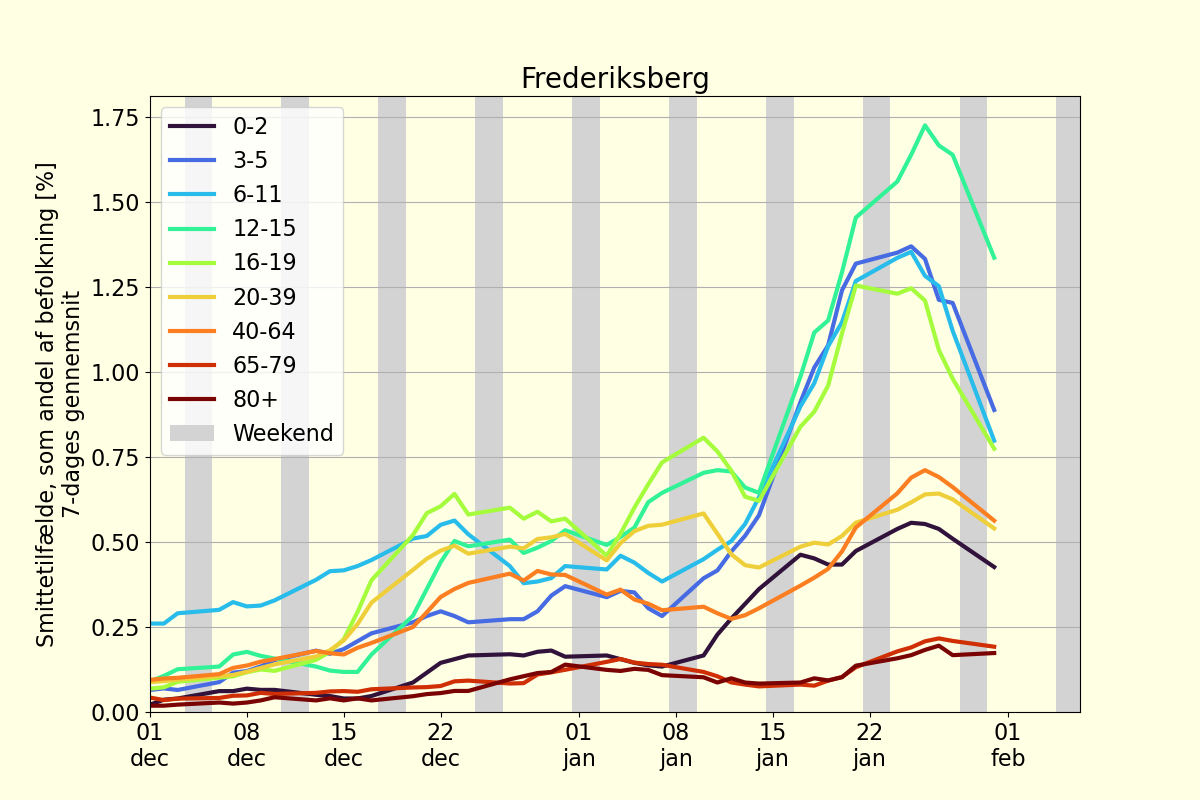 Frederiksberg
Smittetilfælde, som andel af befolkning [%]
7-dages gennemsnit
1.75
1.50
1.25
1.00
0.75
0.50
0.25
0.00
0-2
3-5
6-11
12-15
16-19
20-39
40-64
65-79
80+
Weekend
01 08 15 22 01 08 15 22 01
dec dec dec dec jan jan jan jan feb